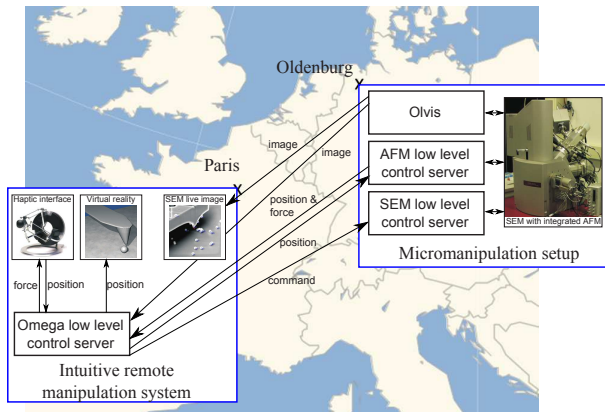 Oldenburg
X
Olvis
AFM low level
control server
SEM low level
control server
SEM with integrated AFM
Micromanipulation setup
image
image
position &
force
position
command
Paris
X
Haptic interface
Virtual reality
SEM live image
force
position
position
Omega low level
control server
Intuitive remote
manipulation system